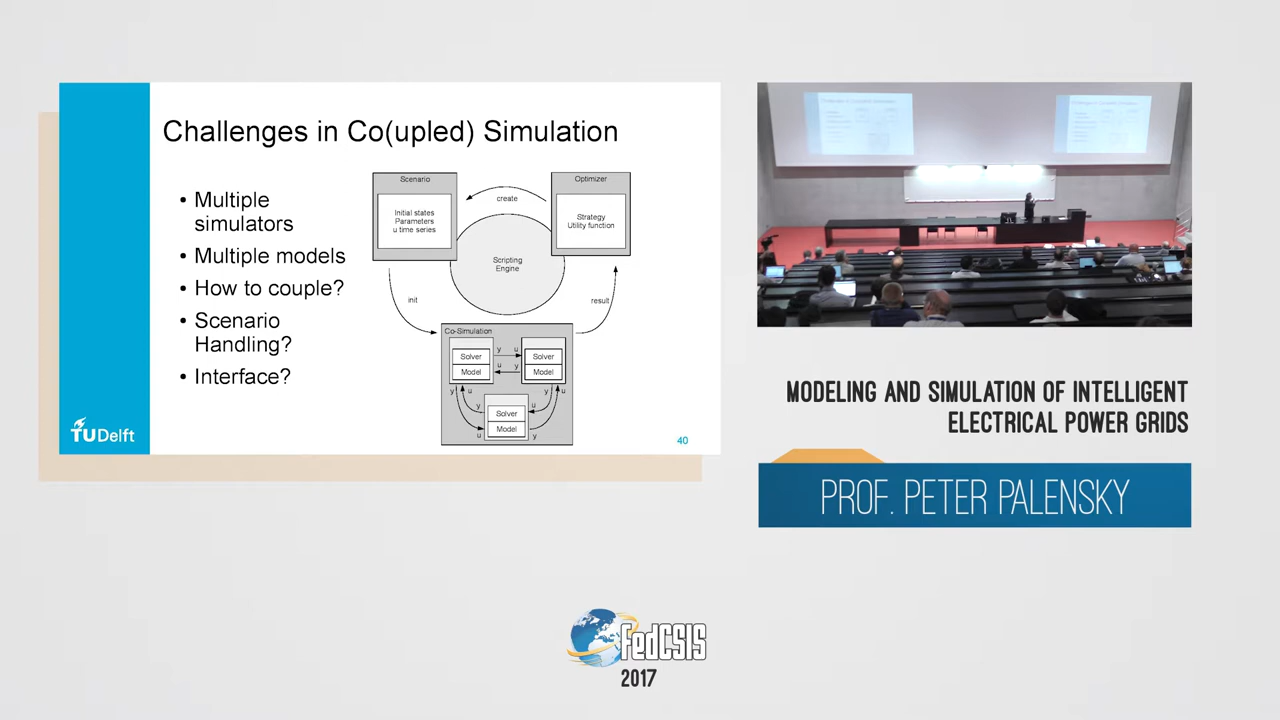 Challenges in Co(upled) Simulation
• Multiple
simulators
• Multiple models
• How to couple?
• Scenario
Handling?
• Interface?
Scenario
Initial states
Parameters
u time series
create
Optimizer
Strategy
Utility function
Scripting
Engine
init
result
Co-Simulation
Solver
Model
y
u
u
y
Solver
Model
y
u
y
u
y
u
Solver
Model
u
y
TUDelft
40
MODELING AND SIMULATION OF INTELLIGENT
ELECTRICAL POWER GRIDS
PROF. PETER PALENSKY
FedCSIS
2017